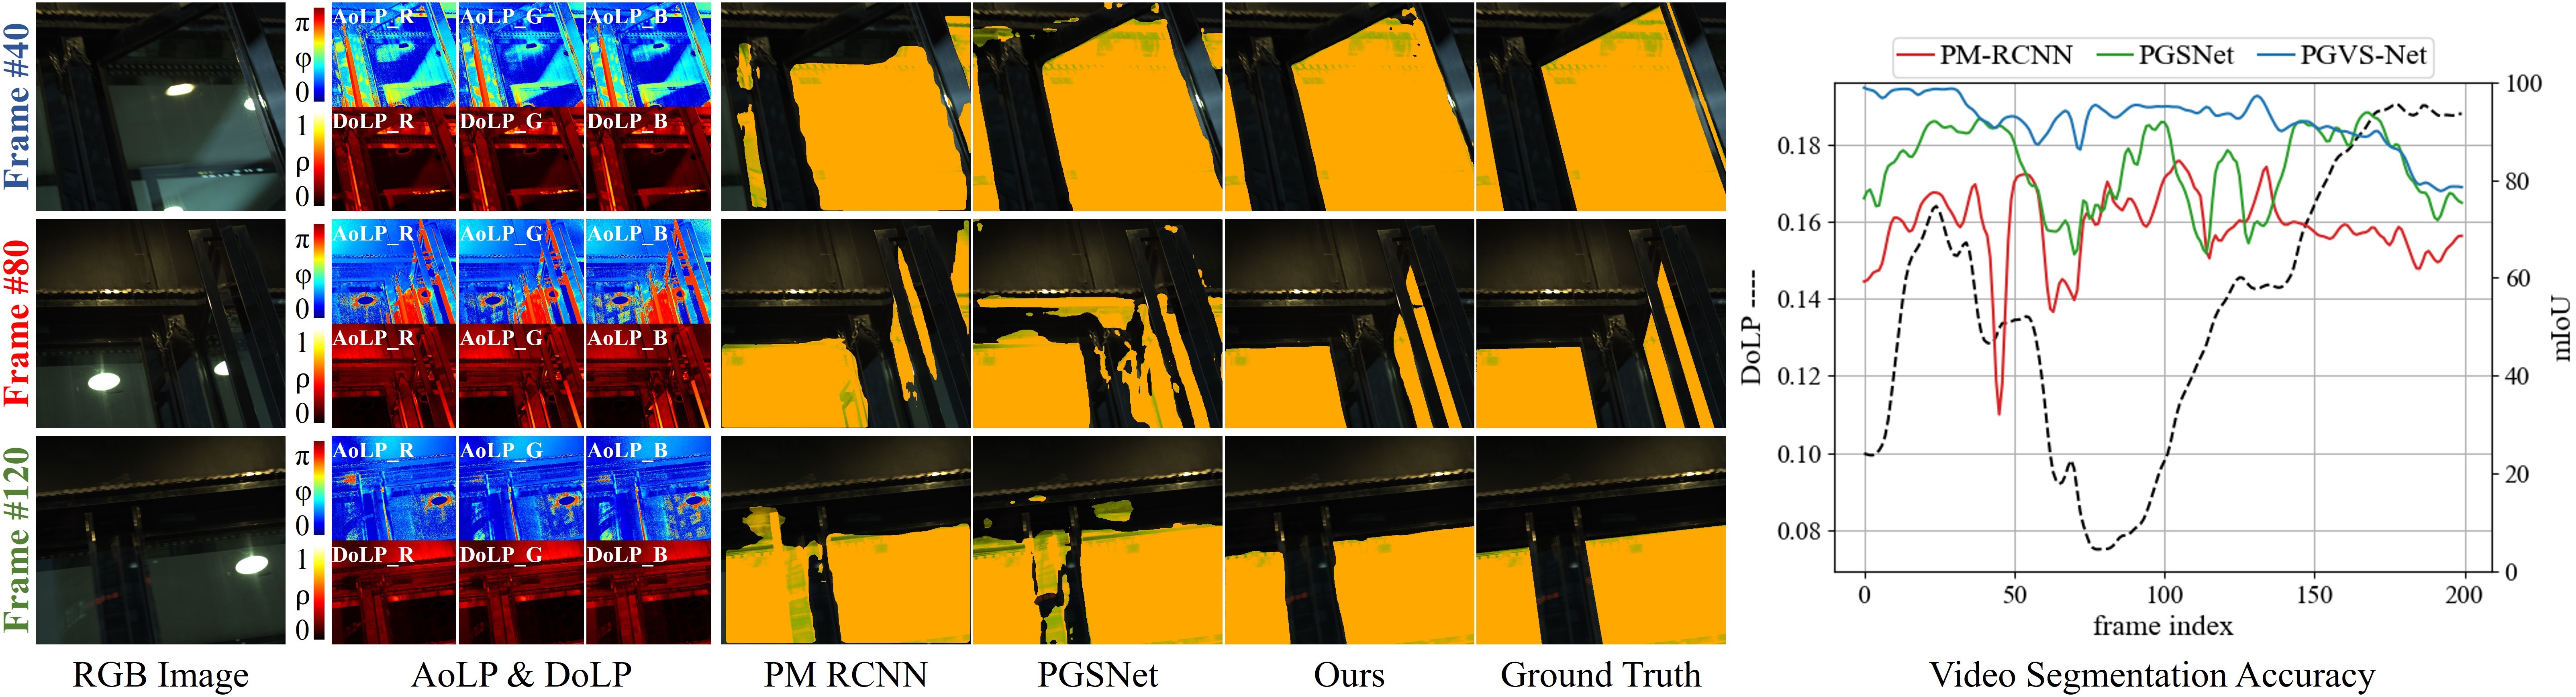 Frame #40
π
φ
0
1
ρ
0
AoLP_R AoLP_G AoLP_B
DoLP_R DoLP_G DoLP_B
Frame #80
π
φ
0
1
ρ
0
AoLP_R AoLP_G AoLP_B
AoLP_R AoLP_G AoLP_B
Frame #120
π
φ
0
1
ρ
0
AoLP_R AoLP_G AoLP_B
DoLP_R DoLP_G DoLP_B
RGB Image
AoLP & DoLP
PM RCNN
PGSNet
Ours
Ground Truth
PM-RCNN PGSNet PGVS-Net
DoLP ----
0.18
0.16
0.14
0.12
0.10
0.08
100
80
60
40
20
0
mIoU
0 50 100 150 200
frame index
Video Segmentation Accuracy